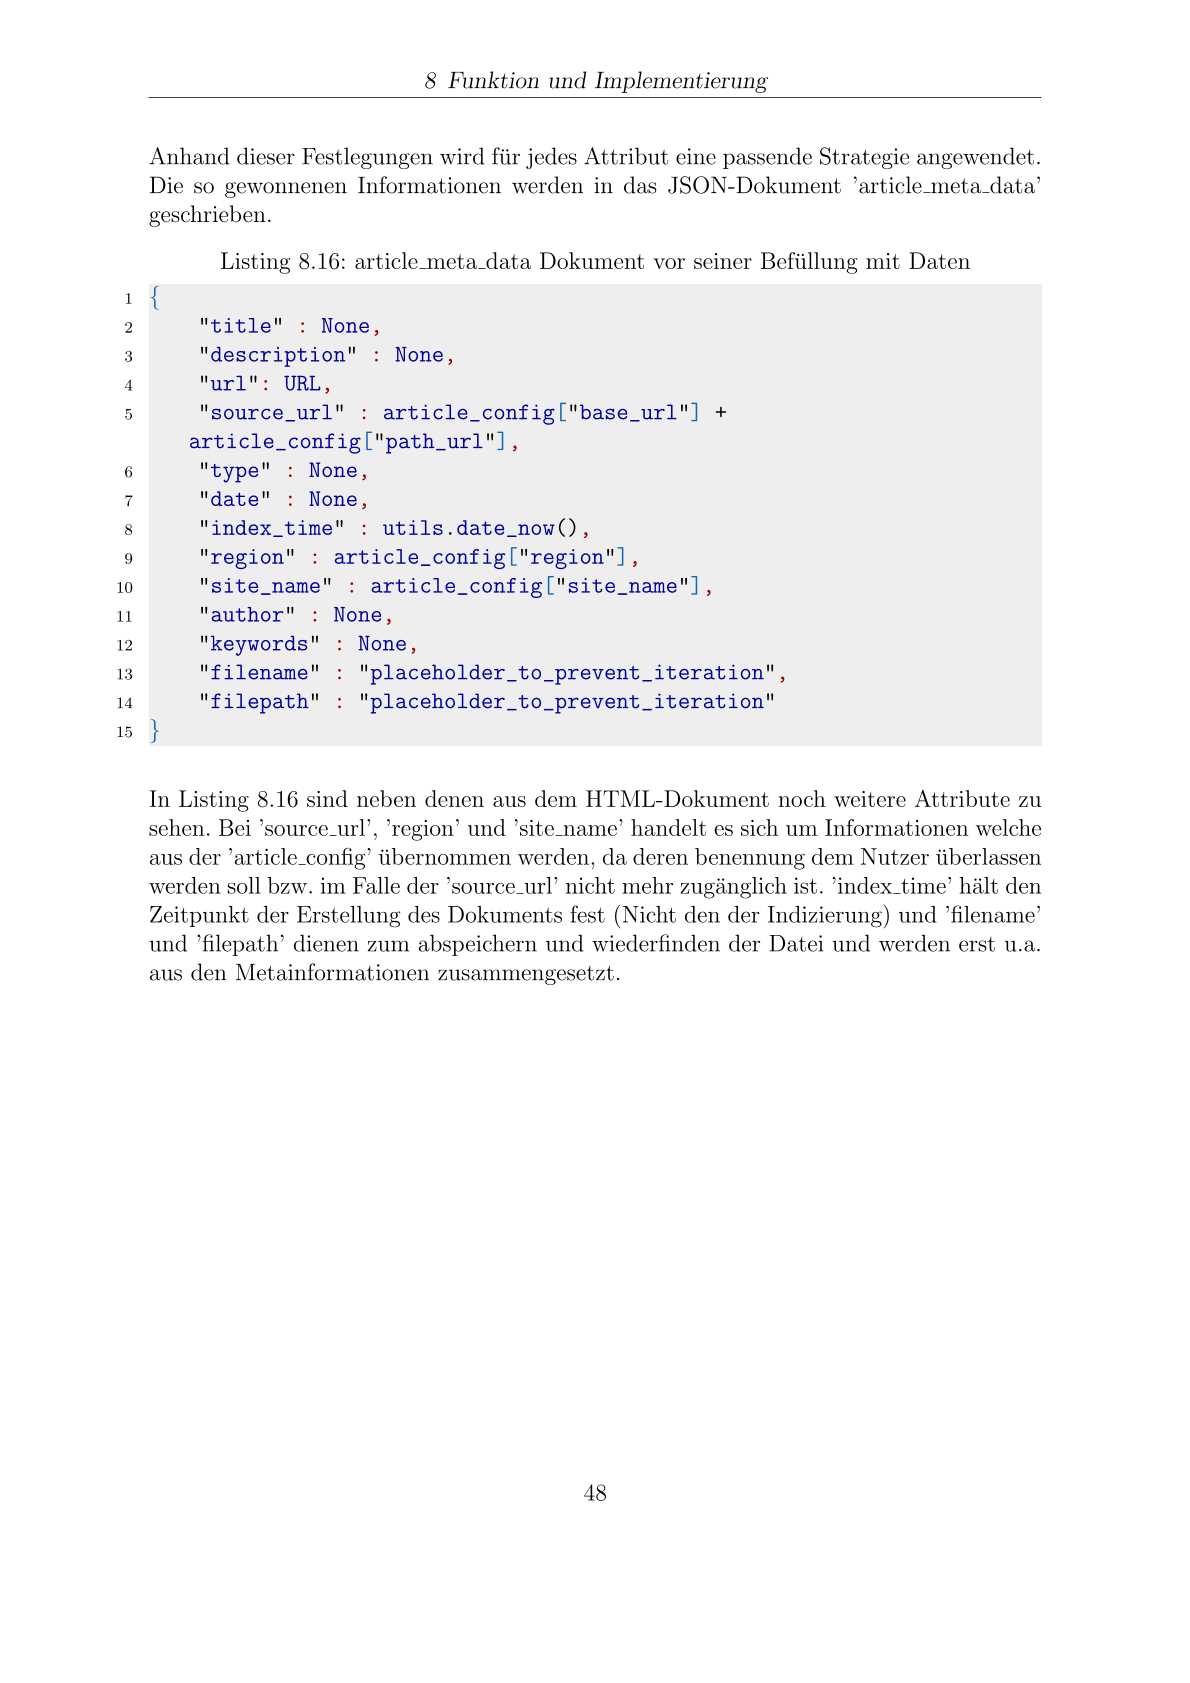 8 Funktion und Implementierung
Anhand dieser Festlegungen wird für jedes Attribut eine passende Strategie angewendet.
Die so gewonnenen Informationen werden in das JSON-Dokument 'article_meta_data'
geschrieben.
Listing 8.16: article_meta_data Dokument vor seiner Befüllung mit Daten
1 {
2 "title" : None,
3 "description" : None,
4 "url": URL,
5 "source_url" : article_config["base_url"] +
article_config["path_url"],
6 "type" : None,
7 "date" : None,
8 "index_time" : utils.date_now(),
9 "region" : article_config["region"],
10 "site_name" : article_config["site_name"],
11 "author" : None,
12 "keywords" : None,
13 "filename" : "placeholder_to_prevent_iteration",
14 "filepath" : "placeholder_to_prevent_iteration"
15 }
In Listing 8.16 sind neben denen aus dem HTML-Dokument noch weitere Attribute zu
sehen. Bei 'source_url', 'region' und 'site_name' handelt es sich um Informationen welche
aus der 'article_config' übernommen werden, da deren benennung dem Nutzer überlassen
werden soll bzw. im Falle der 'source_url' nicht mehr zugänglich ist. 'index_time' hält den
Zeitpunkt der Erstellung des Dokuments fest (Nicht den der Indizierung) und 'filename'
und 'filepath' dienen zum abspeichern und wiederfinden der Datei und werden erst u.a.
aus den Metainformationen zusammengesetzt.
48